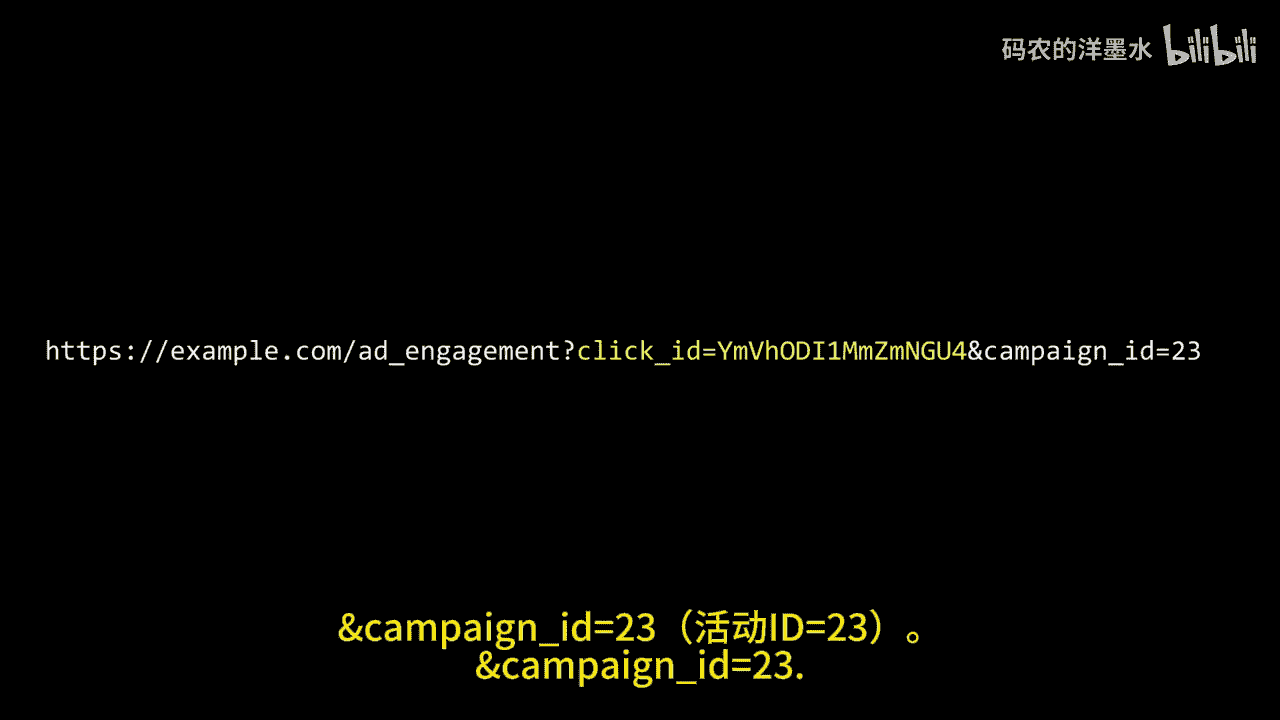 码农的洋墨水 bilibili
https://example.com/ad_engagement?click_id=YmVhODI1MmZmNGU4&campaign_id=23
&campaign_id=23（活动ID=23）。
&campaign_id=23.